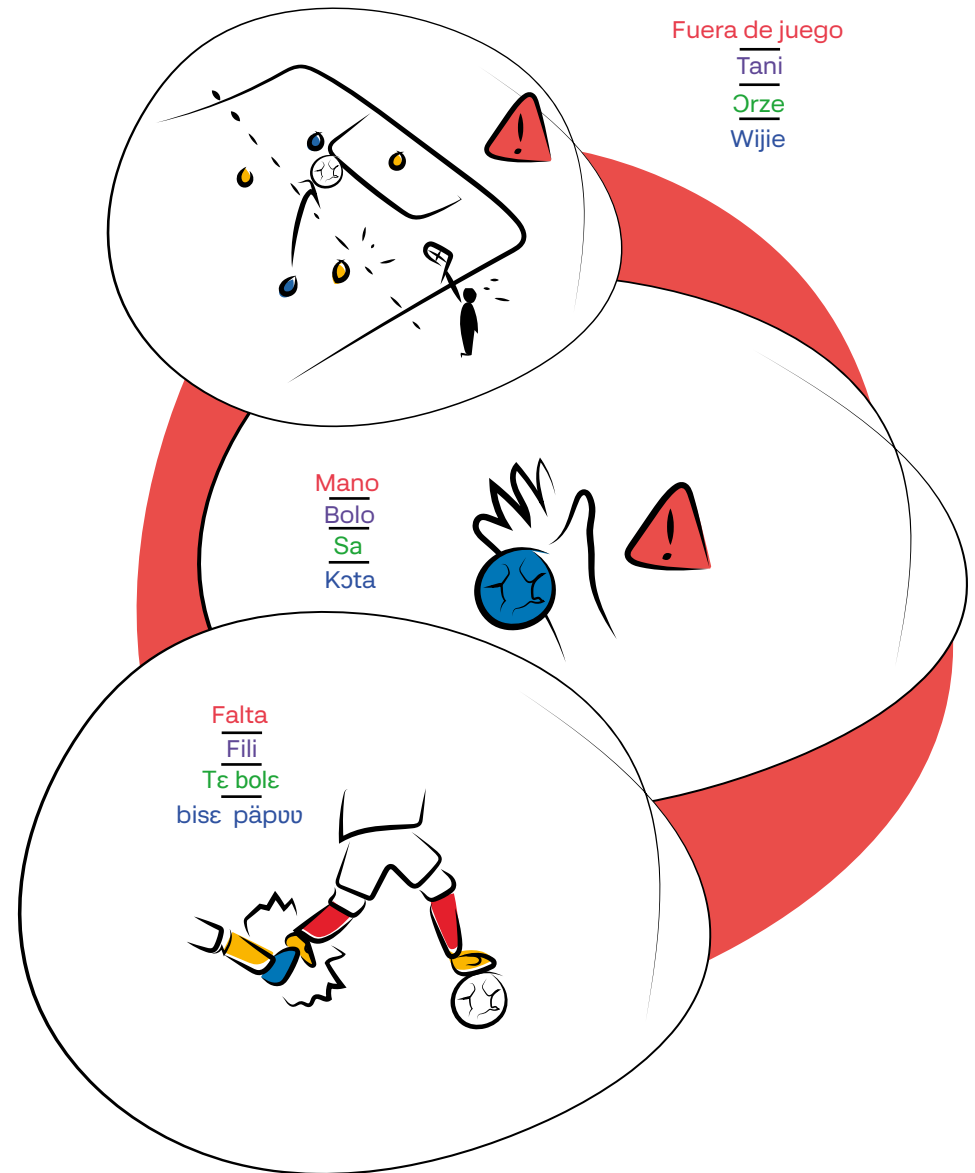 Fuera de juego
Tani
Ɔrze
Wijie
Mano
Bolo
Sa
Kɔta
Falta
Fili
Tɛ bolɛ
bisɛ päpʋʋ